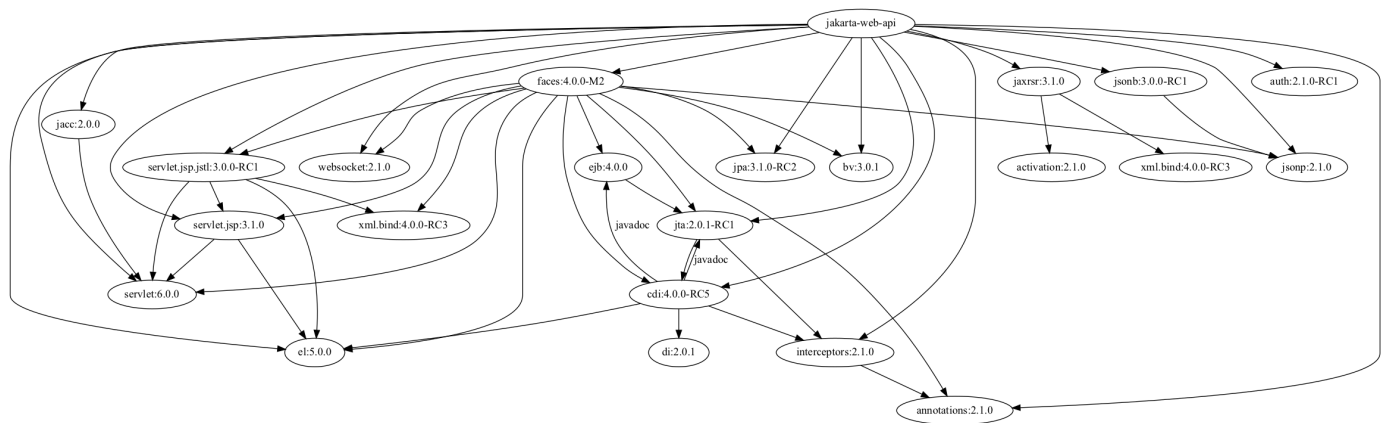 jakarta-web-api
faces:4.0.0-M2
jaxrsr:3.1.0
jsonb:3.0.0-RC1
auth:2.1.0-RC1
jacc:2.0.0
servlet.jsp.jstl:3.0.0-RC1
websocket:2.1.0
ejb:4.0.0
jpa:3.1.0-RC2
bv:3.0.1
activation:2.1.0
xml.bind:4.0.0-RC3
jsonp:2.1.0
servlet.jsp:3.1.0
xml.bind:4.0.0-RC3
javadoc
jta:2.0.1-RC1
javadoc
servlet:6.0.0
cdi:4.0.0-RC5
el:5.0.0
di:2.0.1
interceptors:2.1.0
annotations:2.1.0